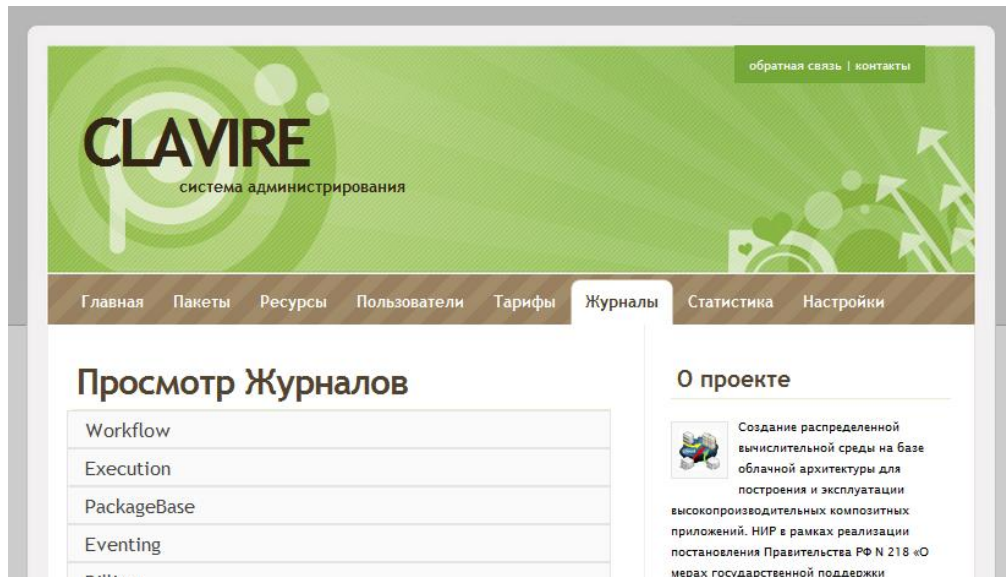 обратная связь | контакты
CLAVIRE
система администрирования
Главная Пакеты Ресурсы Пользователи Тарифы Журналы Статистика Настройки
Просмотр Журналов
Workflow
Execution
PackageBase
Eventing
О проекте
Создание распределенной
вычислительной среды на базе
облачной архитектуры для
построения и эксплуатации
высокопроизводительных композитных
приложений. НИР в рамках реализации
постановления Правительства РФ N 218 «О
мерах государственной поддержки